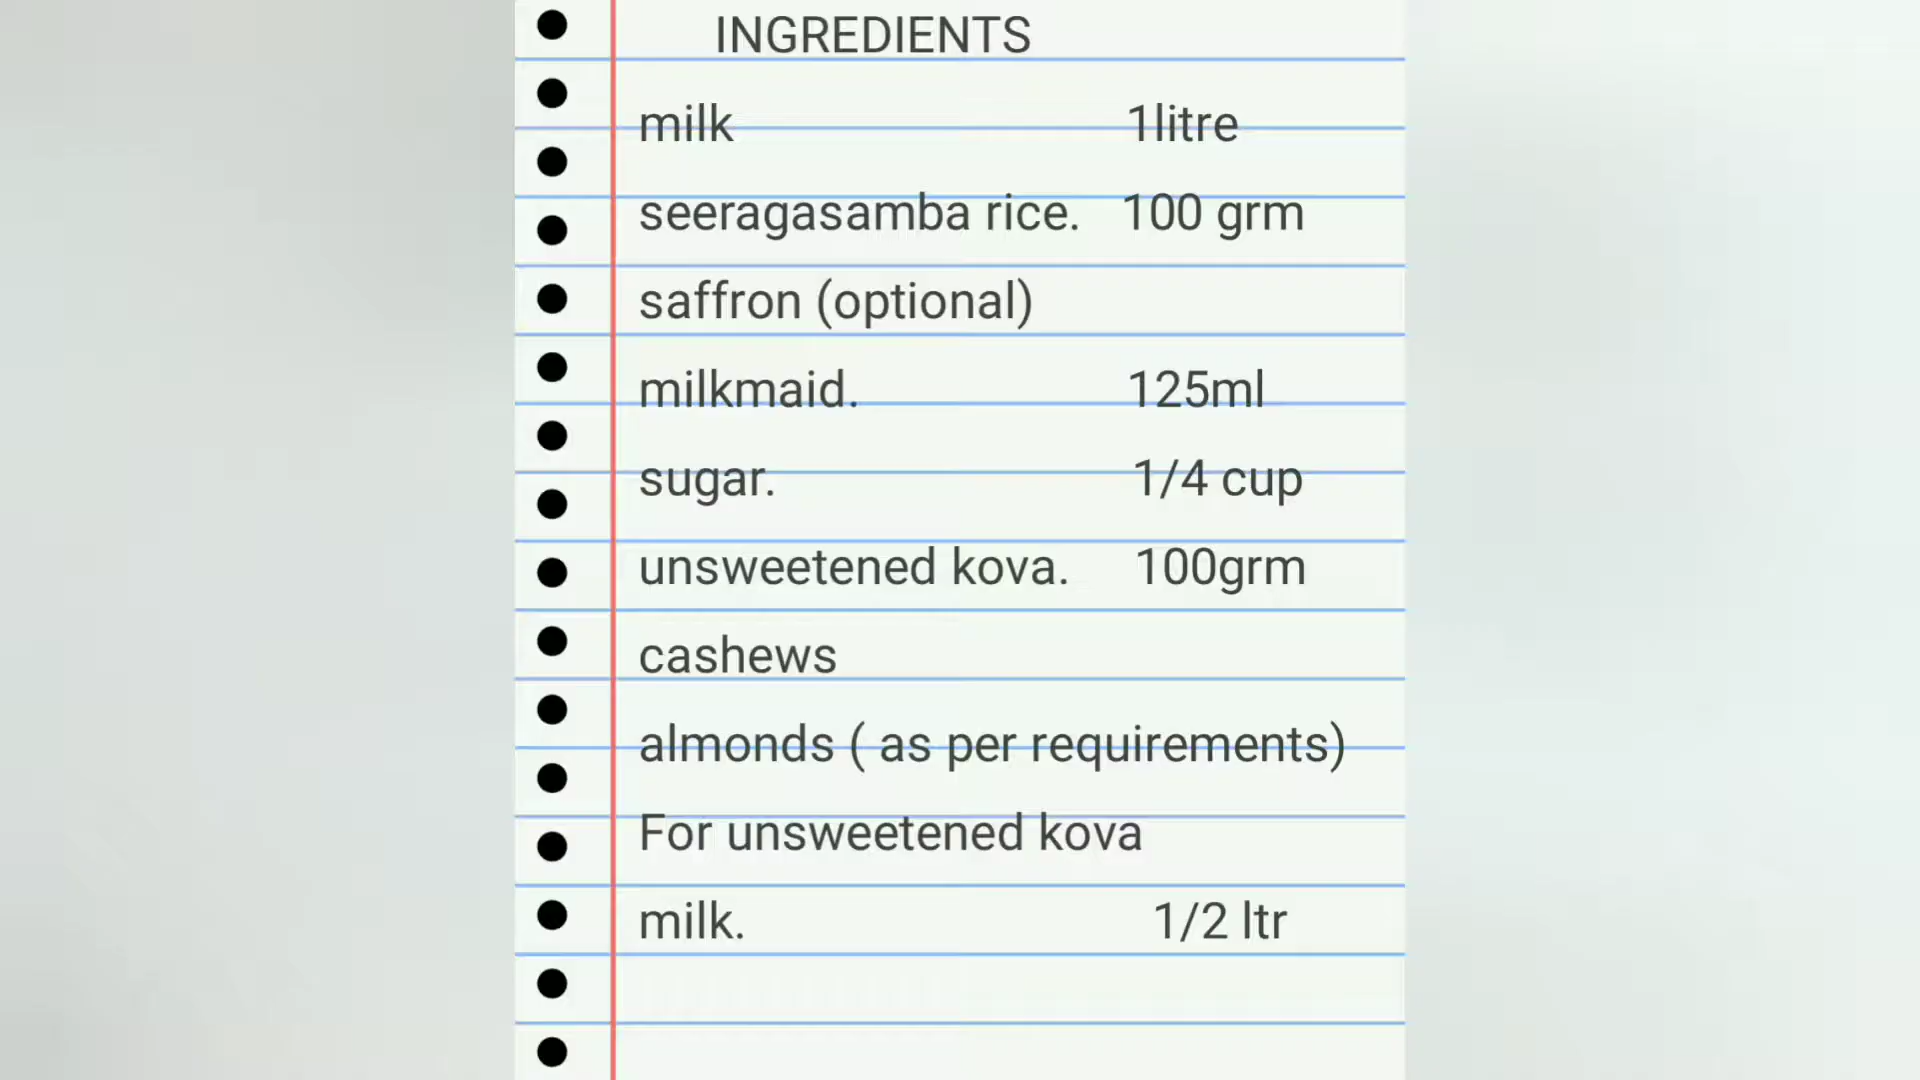 INGREDIENTS
milk 1litre
seeragasamba rice. 100 grm
saffron (optional)
milkmaid. 125ml
sugar. 1/4 cup
unsweetened kova. 100grm
cashews
almonds ( as per requirements)
For unsweetened kova
milk. 1/2 ltr